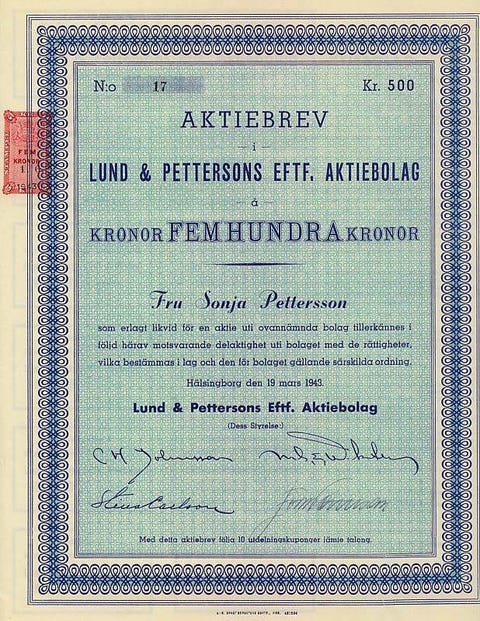 N:o 17 Kr. 500
AKTIEBREV
i
LUND & PETTERSONS EFTF. AKTIEBOLAG
à
KRONOR FEMHUNDRA KRONOR
FEM
KRONOR
1943
Fru Sonja Pettersson
som erlagt likvid för en aktie uti ovannämnda bolag tillerkännes i
följd härav motsvarande delaktighet uti bolaget med de rättigheter,
vilka bestämmas i lag och den för bolaget gällande särskilda ordning.
Hälsingborg den 19 mars 1943.
Lund & Pettersons Eftf. Aktiebolag
(Dess Styrelse:)
Med detta aktiebrev följa 10 utdelningskuponger jämte talong.